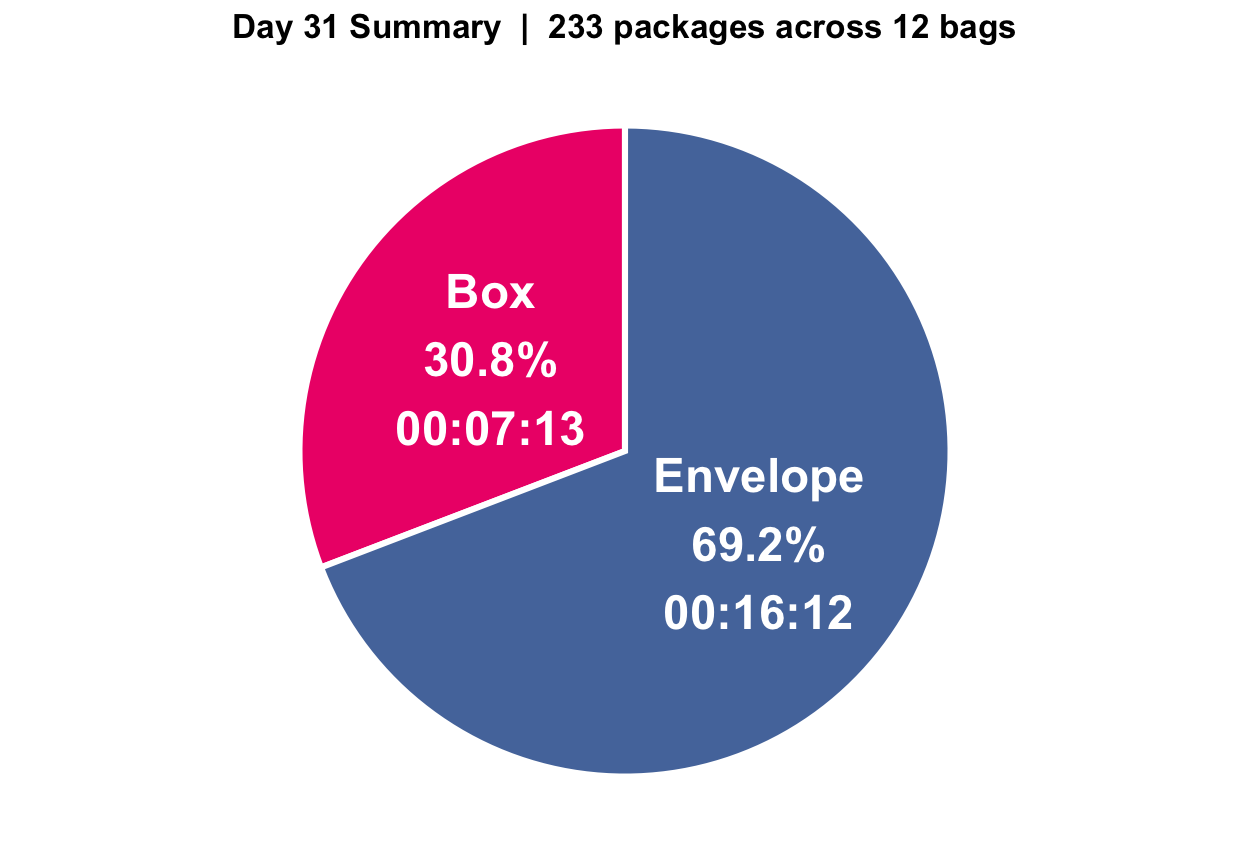 Day 31 Summary | 233 packages across 12 bags
Box
30.8%
00:07:13
Envelope
69.2%
00:16:12